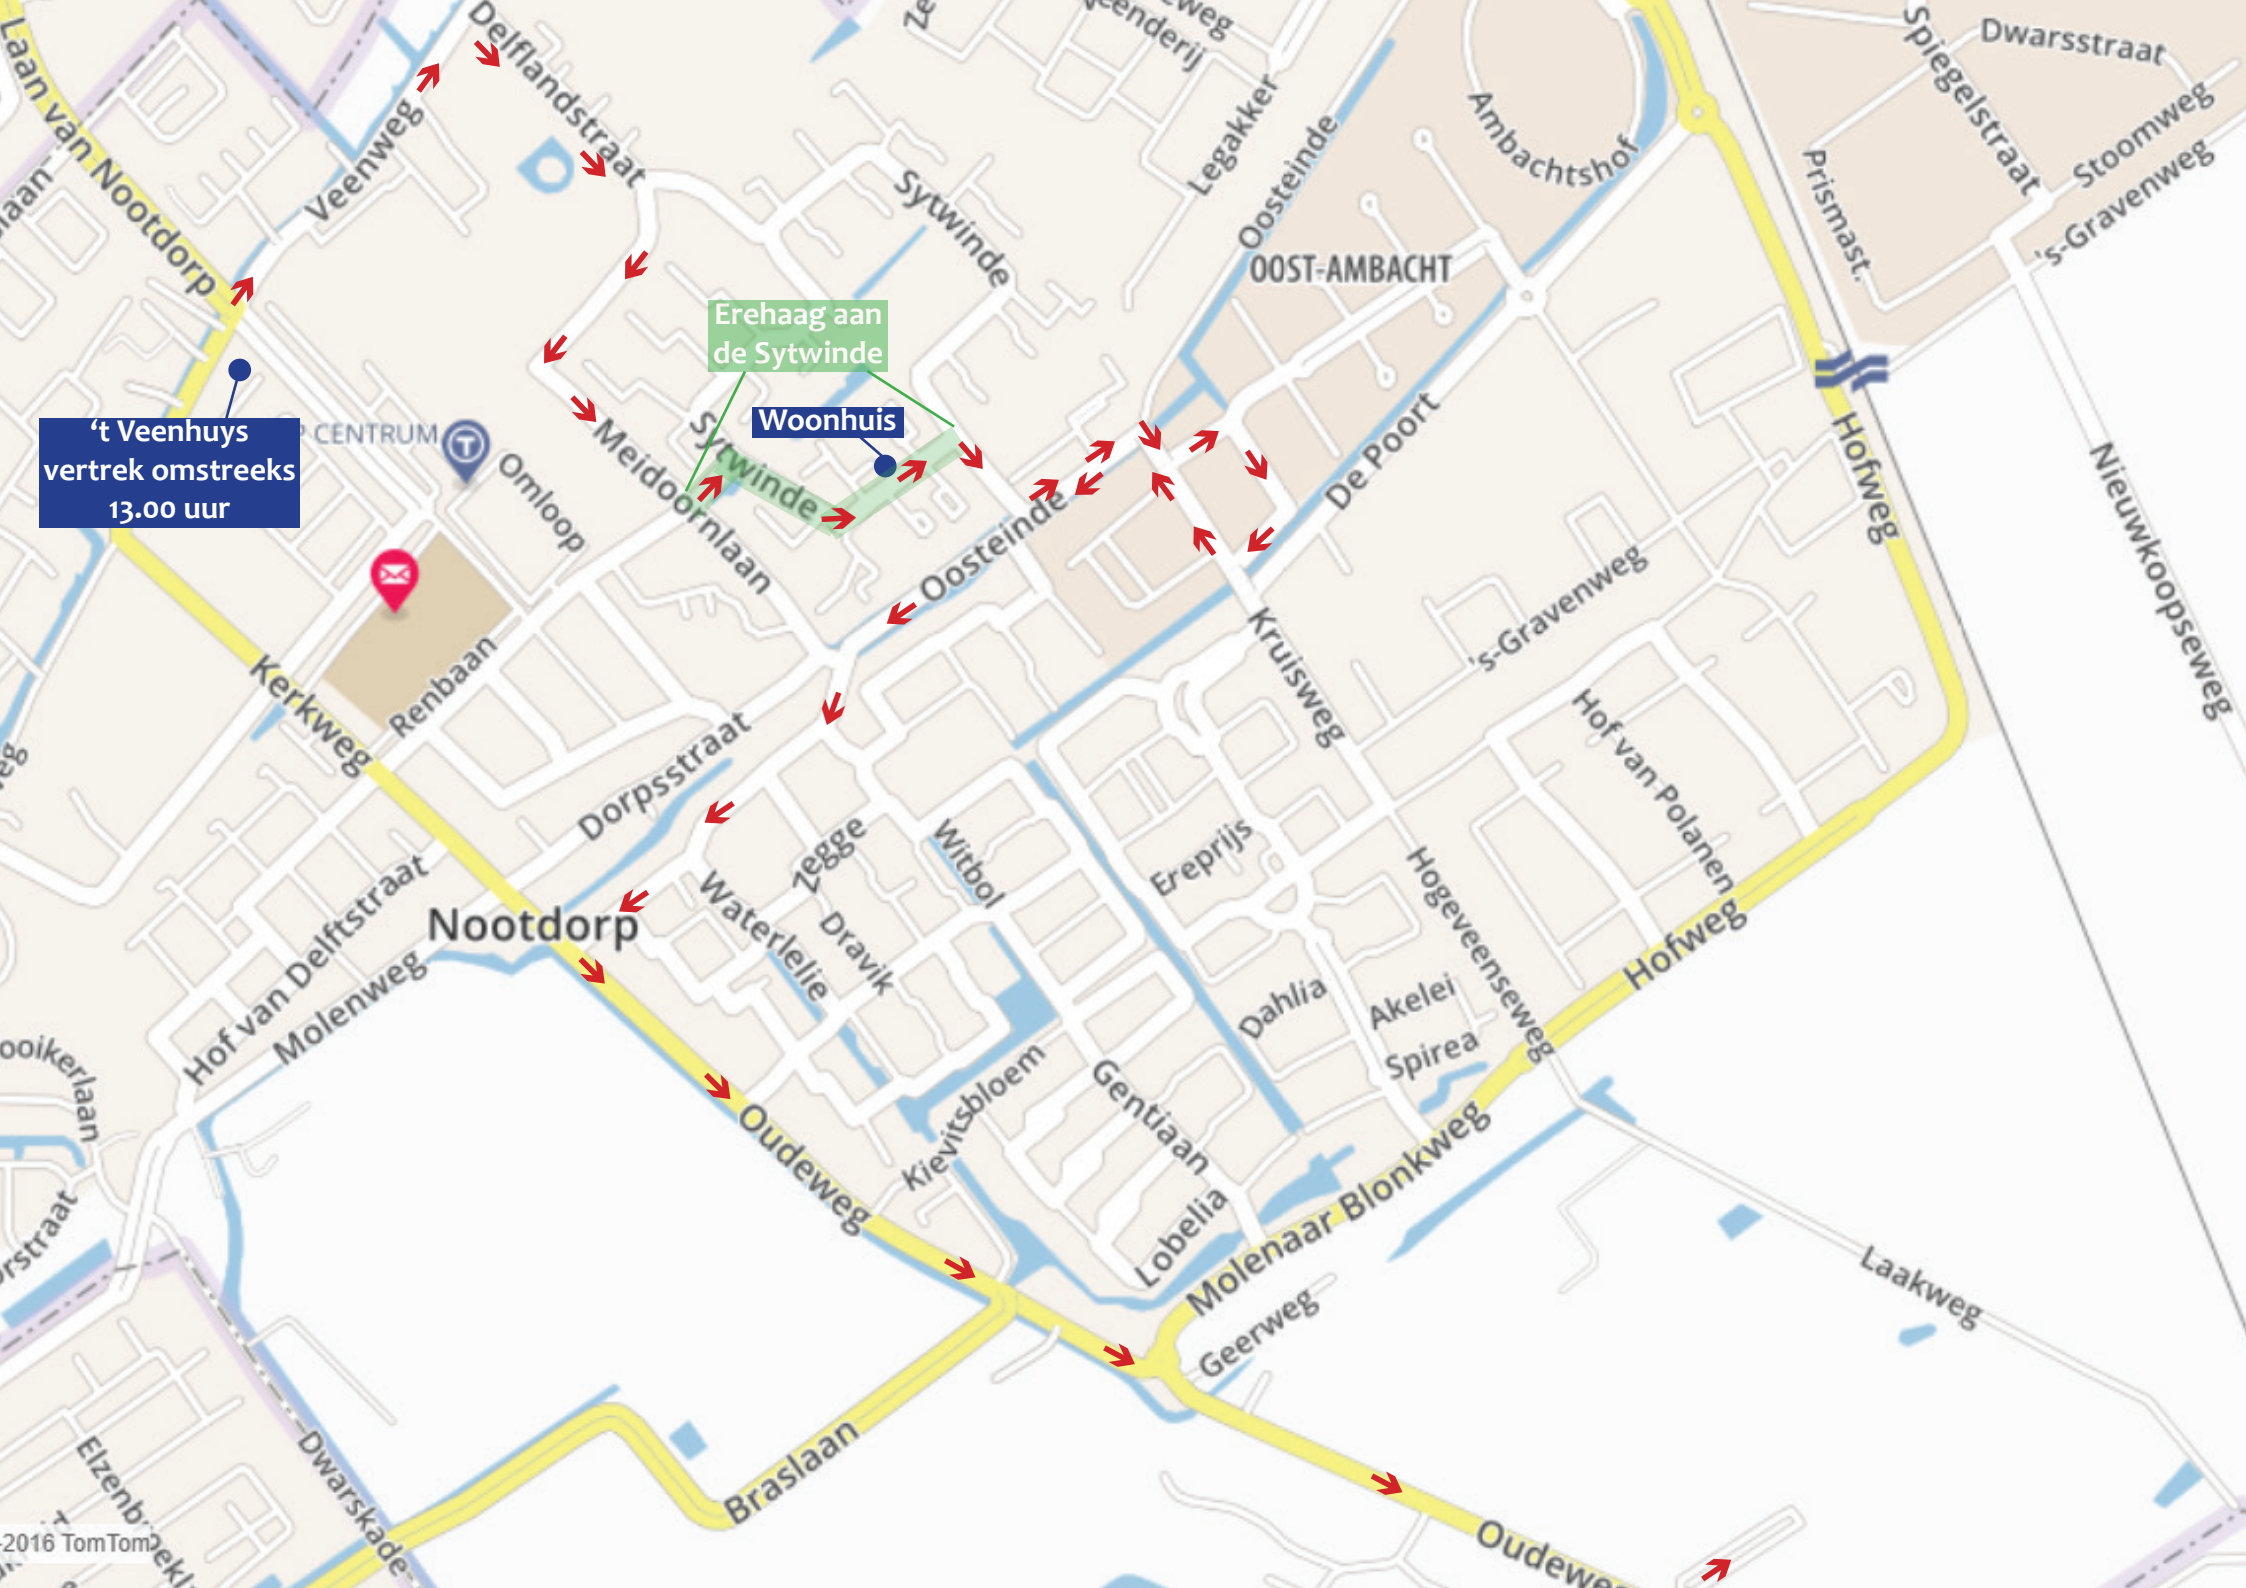 Laan van Nootdorp
Delflandstraat
Veenweg
Legakker
Oosteinde
Ambachtshof
Spiegelstraat
Dwarsstraat
Stoomweg
Prismast.
's-Gravenweg
Sytwinde
OOST-AMBACHT
Erehaag aan
de Sytwinde
Woonhuis
't Veenhuys
vertrek omstreeks
13.00 uur
CENTRUM
Omloop
Meidoornlaan
Sytwinde
De Poort
Hofweg
Nieuwkoopseweg
Oosteinde
's-Gravenweg
Kerkweg
Renbaan
Kruisweg
Dorpsstraat
Hof van Polanen
Zegge
Witbol
Ereprijs
Hogeveenseweg
Waterlelie
Dravik
Nootdorp
Hof van Delftstraat
Molenweg
Hofweg
Dahlia
Akelei
Spirea
Kievitsbloem
Gentiaan
Oudeweg
Lobelia
Molenaar Blonkweg
Geerweg
Laakweg
Braslaan
Dwarskade
-2016 TomTom